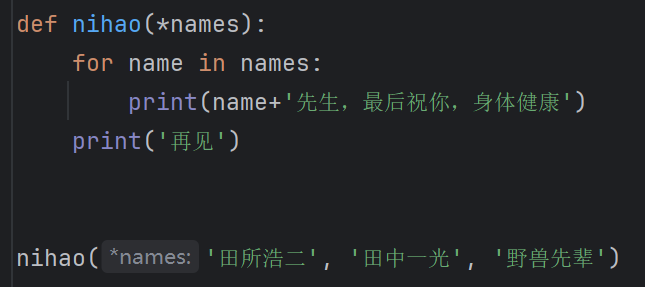 def nihao(*names):
    for name in names:
        print(name+'先生，最后祝你，身体健康')
    print('再见')
nihao( *names: '田所浩二', '田中一光', '野兽先辈')